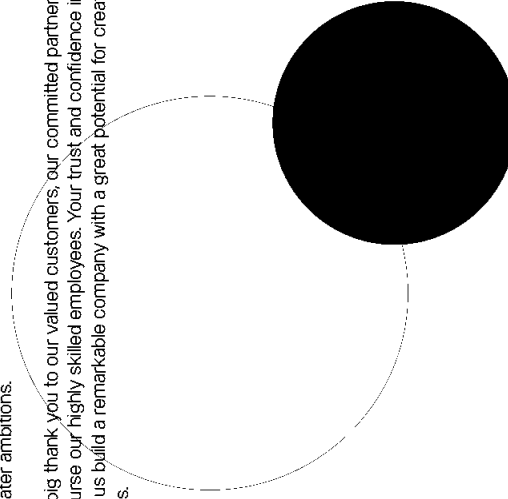 ater ambitions.
big thank you to our valued customers, our committed partner
urse our highly skilled employees. Your trust and confidence i
us build a remarkable company with a great potential for crea
s.